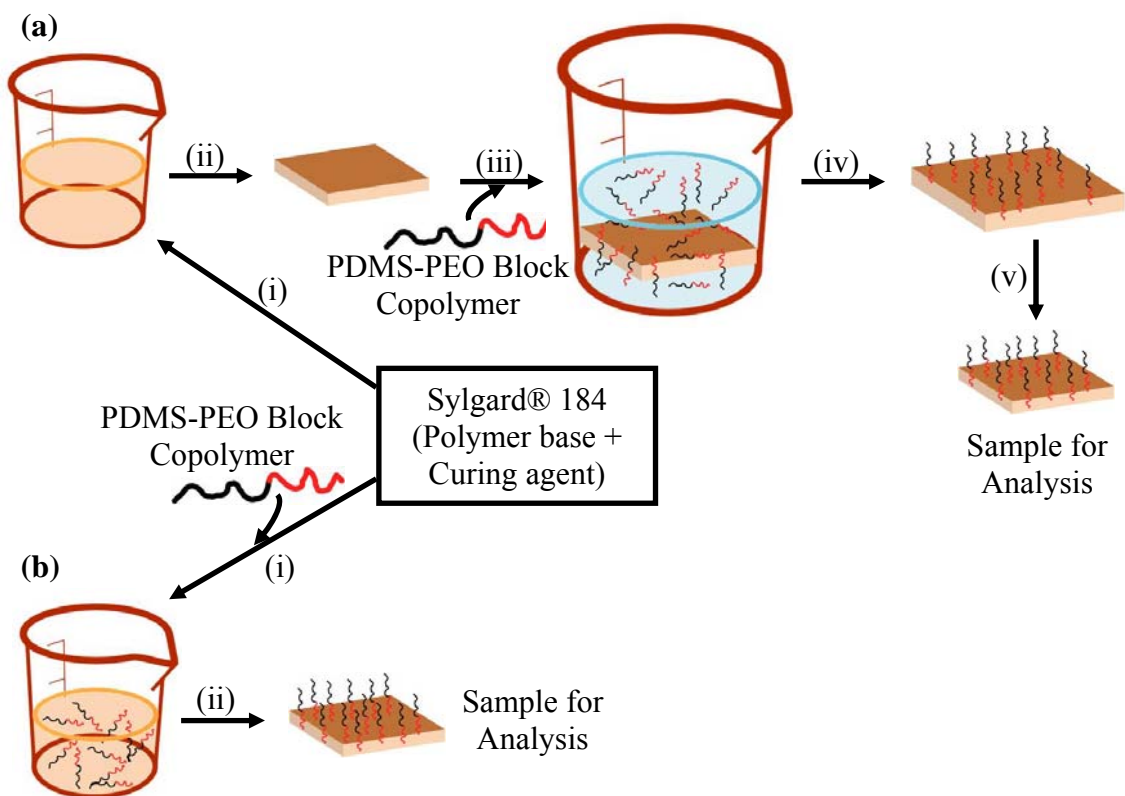 (a)
(ii)
(iii)
(iv)
PDMS-PEO Block
Copolymer
(v)
(i)
Sylgard® 184
(Polymer base +
Curing agent)
Sample for
Analysis
PDMS-PEO Block
Copolymer
(i)
(b)
(ii)
Sample for
Analysis